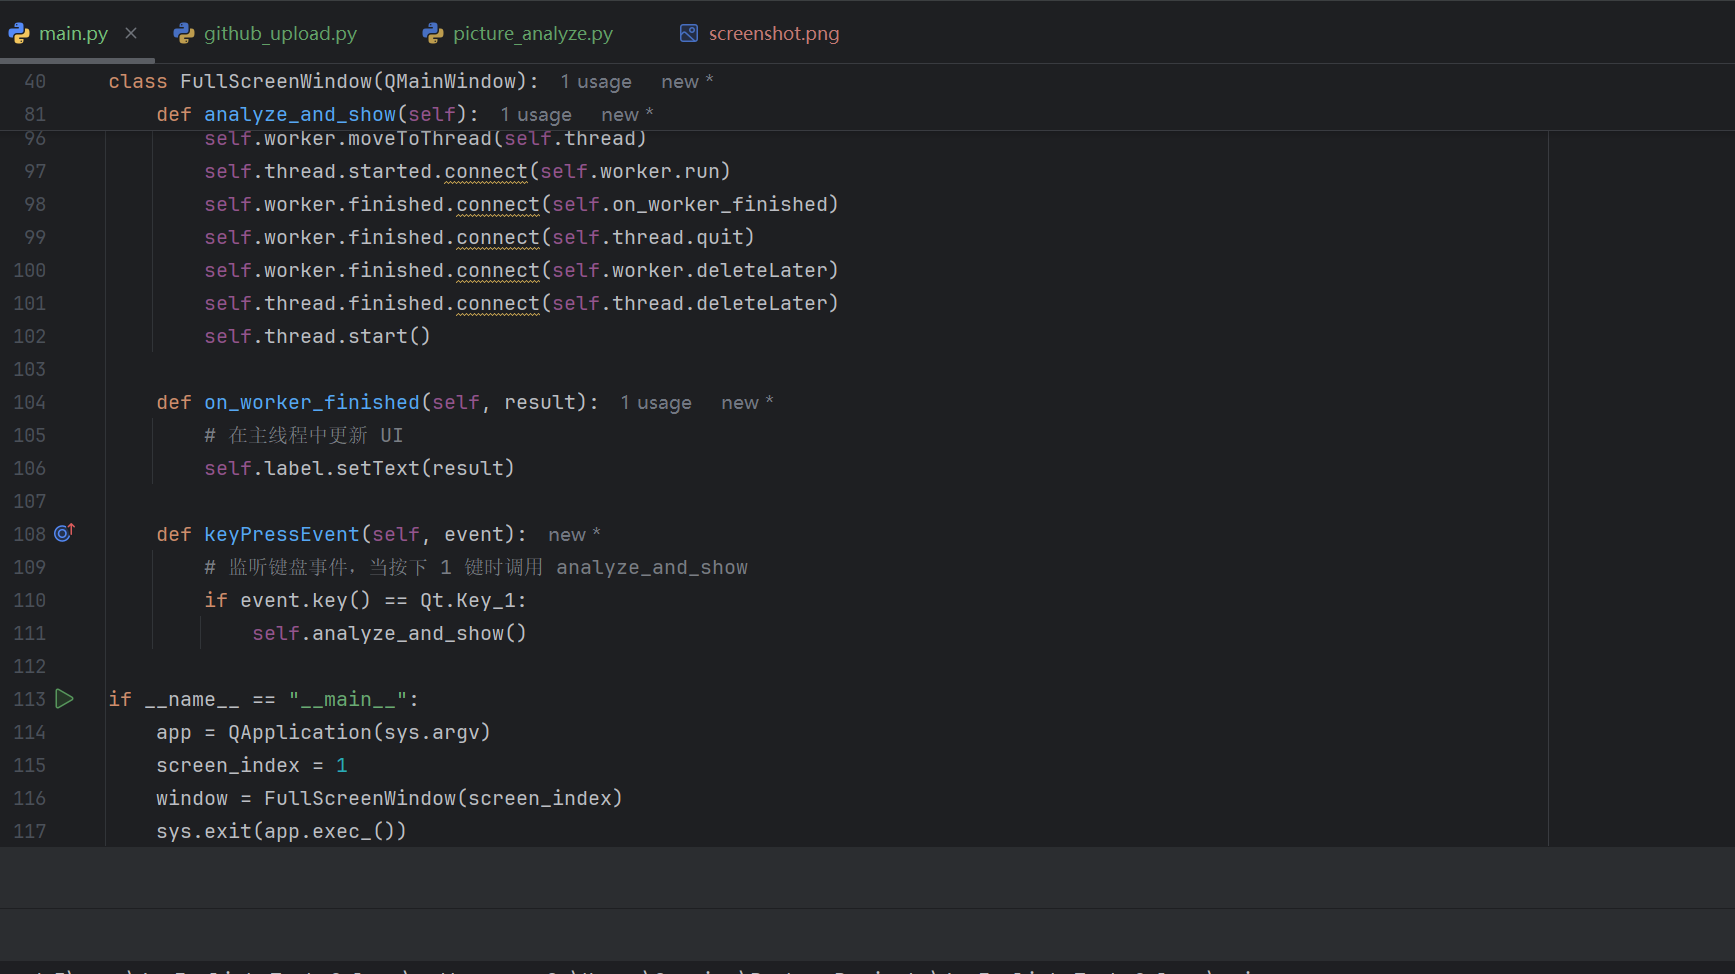 main.py github_upload.py picture_analyze.py screenshot.png
40 class FullScreenWindow(QMainWindow): 1 usage new *
81 def analyze_and_show(self): 1 usage new *
96 self.worker.moveToThread(self.thread)
97 self.thread.started.connect(self.worker.run)
98 self.worker.finished.connect(self.on_worker_finished)
99 self.worker.finished.connect(self.thread.quit)
100 self.worker.finished.connect(self.worker.deleteLater)
101 self.thread.finished.connect(self.thread.deleteLater)
102 self.thread.start()
103
104 def on_worker_finished(self, result): 1 usage new *
105 # 在主线程中更新 UI
106 self.label.setText(result)
107
108 def keyPressEvent(self, event): new *
109 # 监听键盘事件，当按下 1 键时调用 analyze_and_show
110 if event.key() == Qt.Key_1:
111 self.analyze_and_show()
112
113 if __name__ == "__main__":
114 app = QApplication(sys.argv)
115 screen_index = 1
116 window = FullScreenWindow(screen_index)
117 sys.exit(app.exec_())